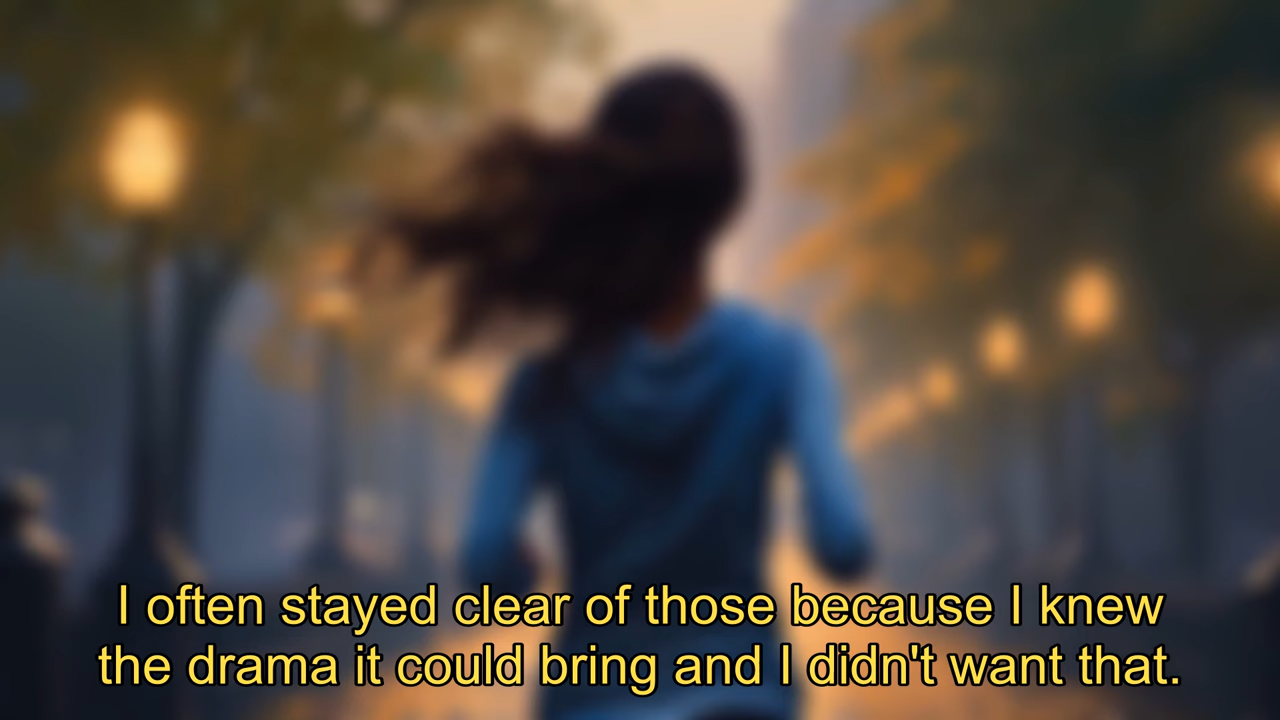 I often stayed clear of those because I knew
the drama it could bring and I didn't want that.